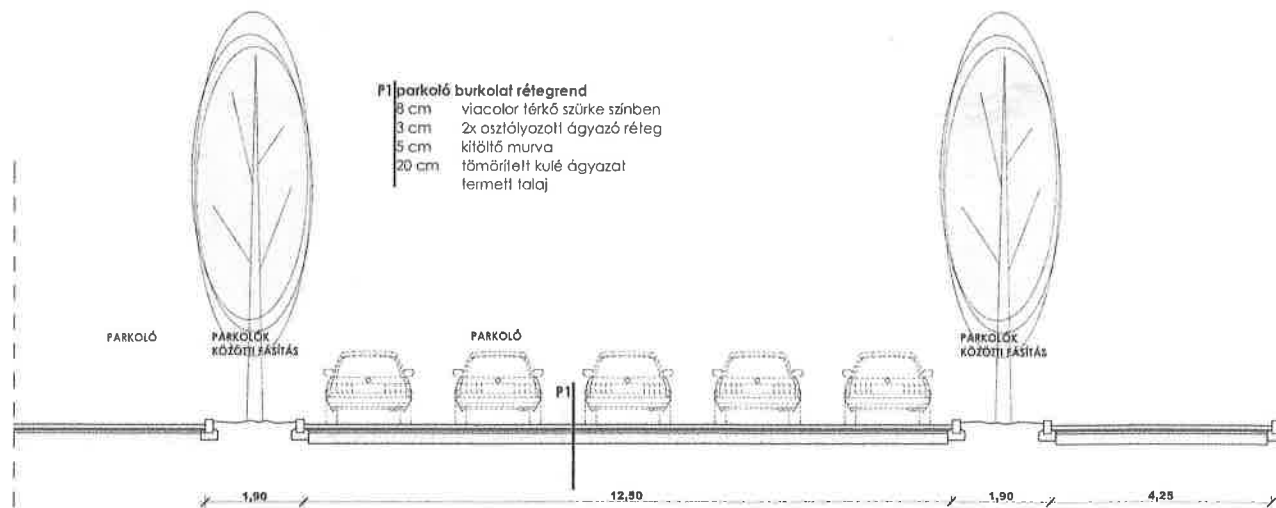 P1 parkoló burkolat rétegrend
8 cm viacolor térkő szürke színben
3 cm 2x osztályozott ágyazó réteg
5 cm kitöltő murva
20 cm tömörített kulé ágyazat
termett talaj
PARKOLÓ
PARKOLÓK
KÖZÖTTI FÁSÍTÁS
PARKOLÓ
PARKOLÓK
KÖZÖTTI FÁSÍTÁS
P1
1,90
12,50
1,90
4,25